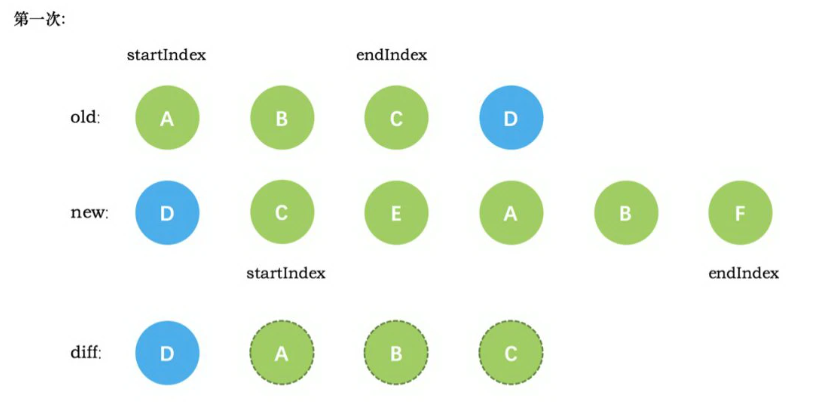 第一次:
startIndex endIndex
old: A B C D
new: D C E A B F
startIndex endIndex
diff: D A B C